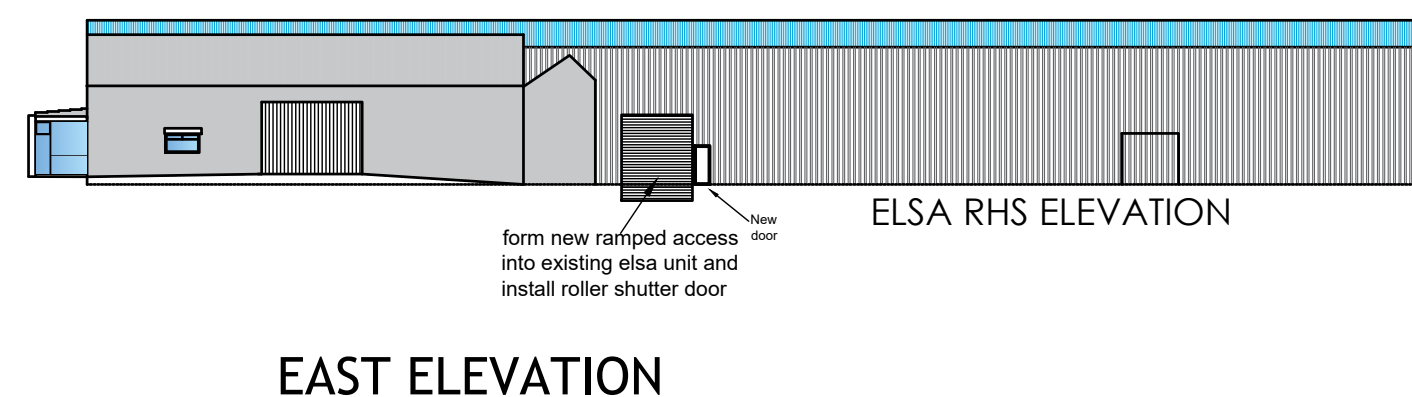 ELSA RHS ELEVATION
New
door
form new ramped access
into existing elsa unit and
install roller shutter door
EAST ELEVATION